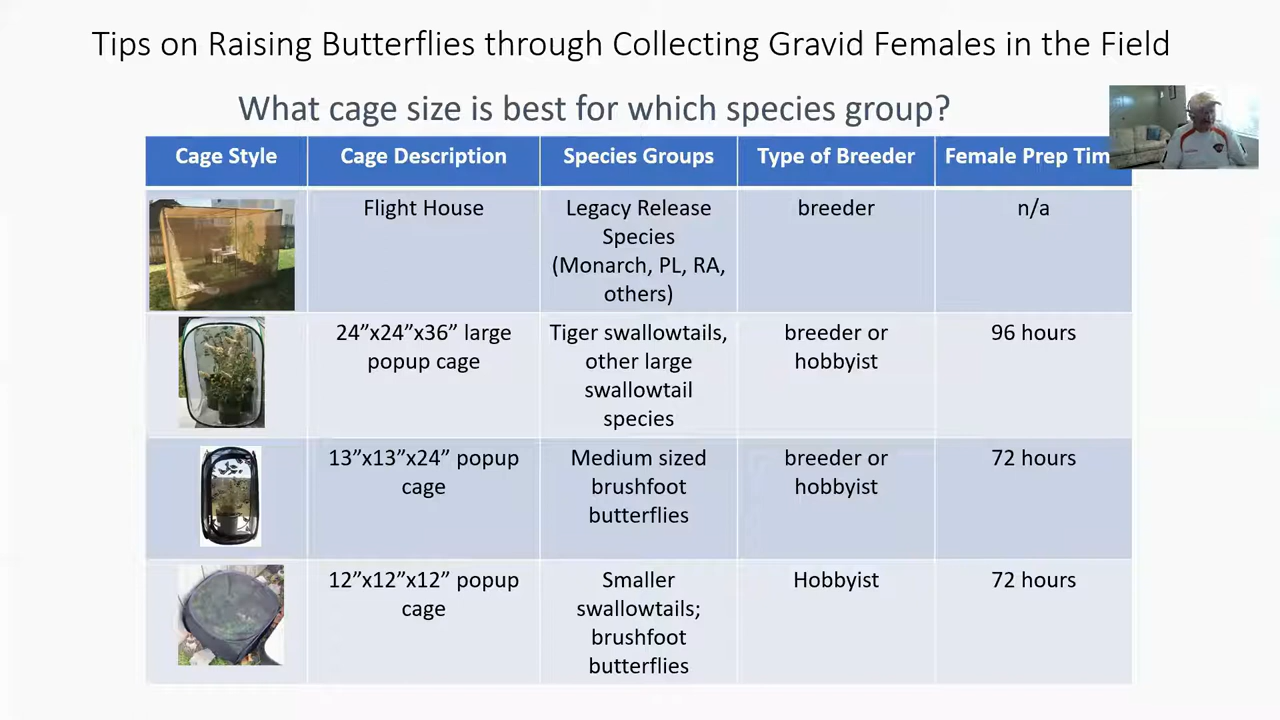 Tips on Raising Butterflies through Collecting Gravid Females in the Field
What cage size is best for which species group?
Cage Style
Cage Description
Species Groups
Type of Breeder
Female Prep Tim
Flight House
Legacy Release
Species
(Monarch, PL, RA,
others)
breeder
n/a
24”x24”x36” large
popup cage
Tiger swallowtails,
other large
swallowtail
species
breeder or
hobbyist
96 hours
13”x13”x24” popup
cage
Medium sized
brushfoot
butterflies
breeder or
hobbyist
72 hours
12”x12”x12” popup
cage
Smaller
swallowtails;
brushfoot
butterflies
Hobbyist
72 hours